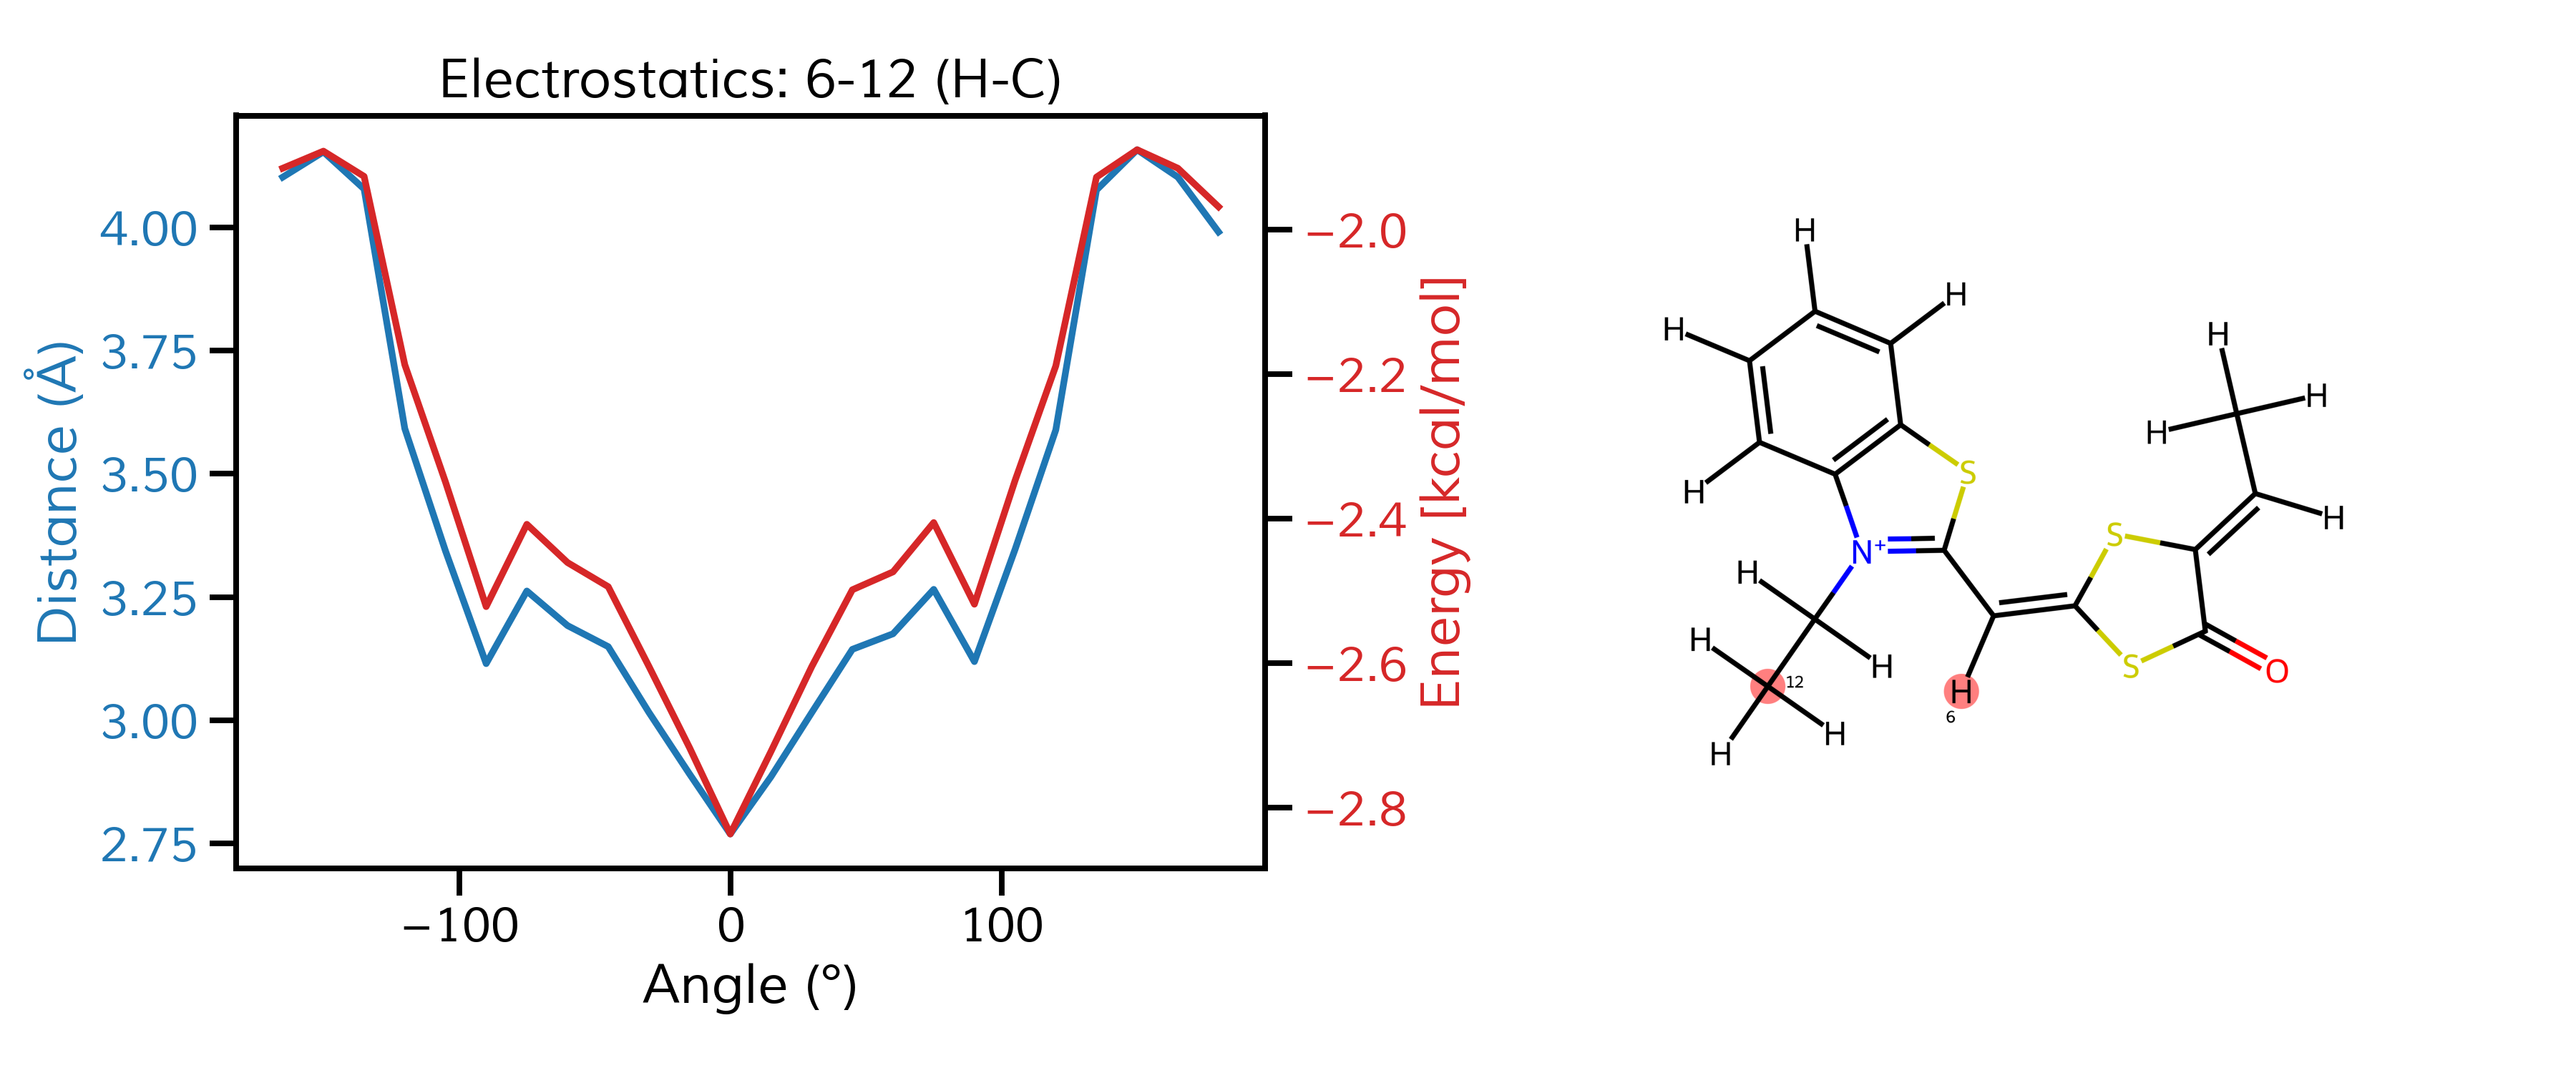 Electrostatics: 6-12 (H-C)
Distance (Å)
4.00
3.75
3.50
3.25
3.00
2.75
−100
0
100
Angle (°)
−2.0
−2.2
−2.4
−2.6
−2.8
Energy [kcal/mol]
H
H
H
H
S
N+
H
H
H
12
H
H
H
6
S
S
O
H
H
H
H